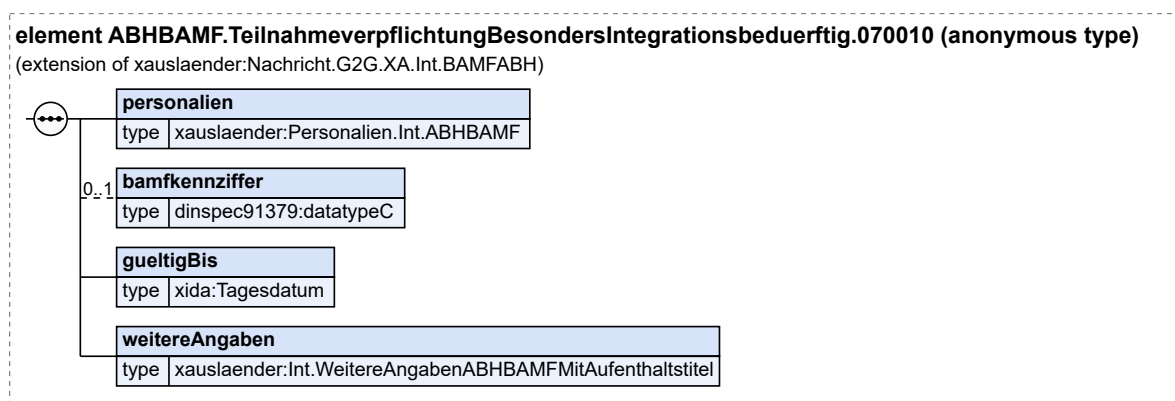 element ABHBAMF.TeilnahmeverpflichtungBesondersIntegrationsbeduerftig.070010 (anonymous type)
(extension of xauslaender:Nachricht.G2G.XA.Int.BAMFABH)
personalien
type xauslaender:Personalien.Int.ABHBAMF
0..1
bamfkennziffer
type dinspec91379:datatypeC
gueltigBis
type xida:Tagesdatum
weitereAngaben
type xauslaender:Int.WeitereAngabenABHBAMFMitAufenthaltstitel